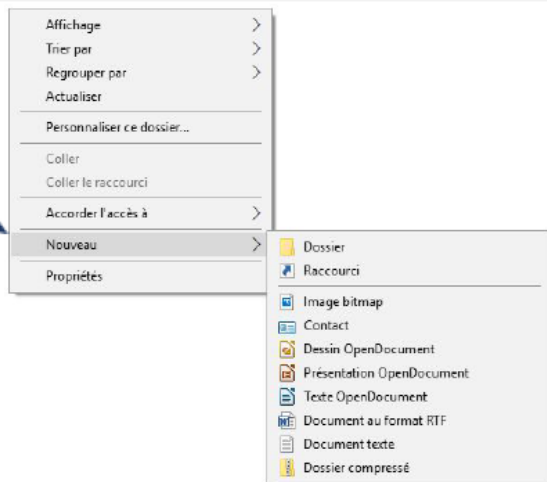 Affichage
Trier par
Regrouper par
Actualiser
Personnaliser ce dossier...
Coller
Coller le raccourci
Accorder l'accès à
Nouveau
Propriétés
Dossier
Raccourci
Image bitmap
Contact
Dessin OpenDocument
Présentation OpenDocument
Texte OpenDocument
Document au format RTF
Document texte
Dossier compressé